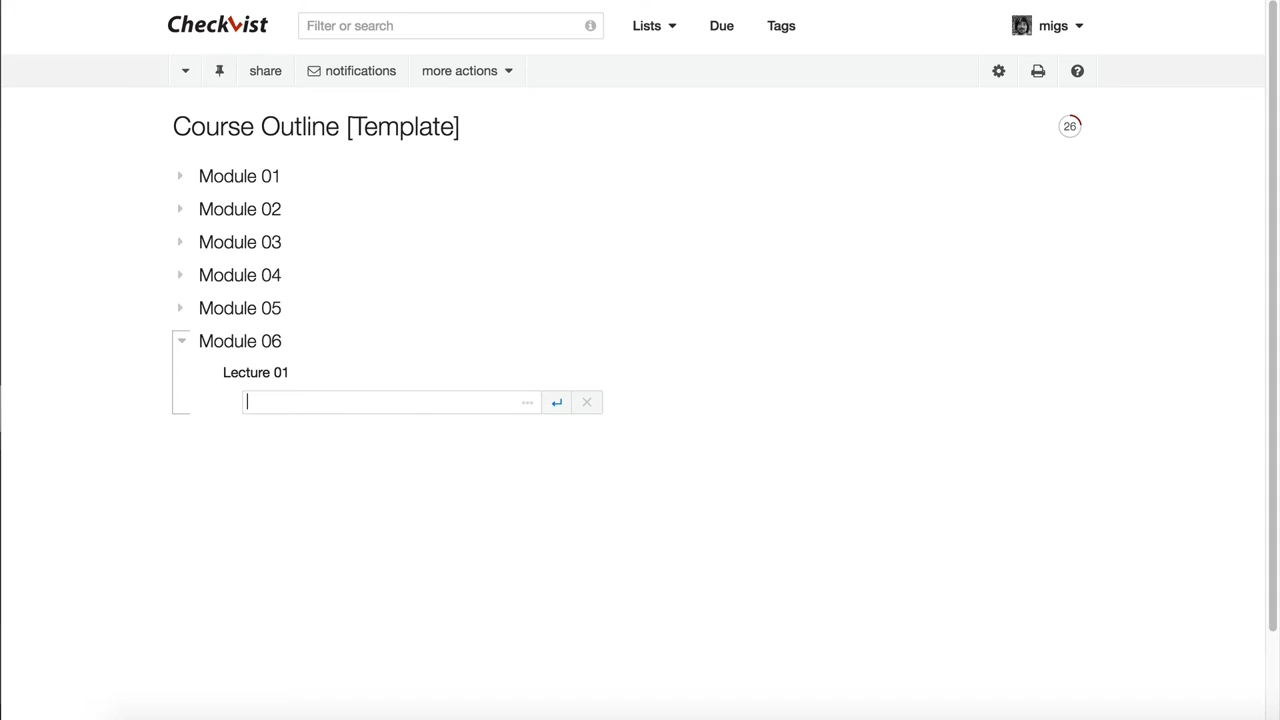 Checkvist Filter or search Lists Due Tags migs
share notifications more actions
Course Outline [Template] 26
Module 01
Module 02
Module 03
Module 04
Module 05
Module 06
Lecture 01